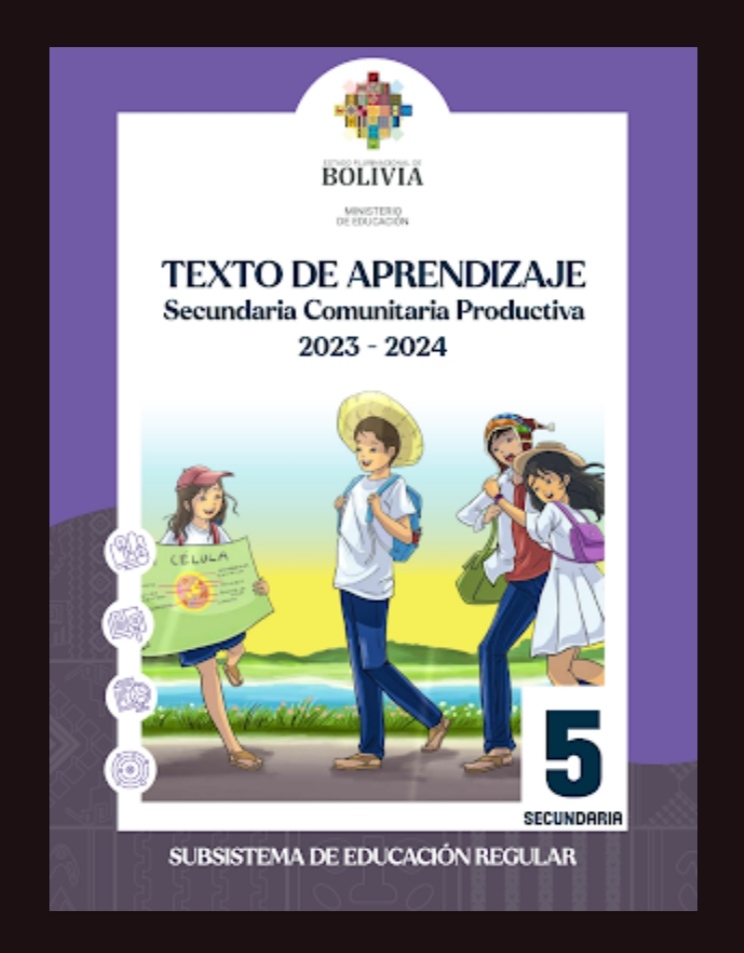 ESTADO PLURINACIONAL DE
BOLIVIA
MINISTERIO
DE EDUCACIÓN
TEXTO DE APRENDIZAJE
Secundaria Comunitaria Productiva
2023 - 2024
CÉLULA
5
SECUNDARIA
SUBSISTEMA DE EDUCACIÓN REGULAR